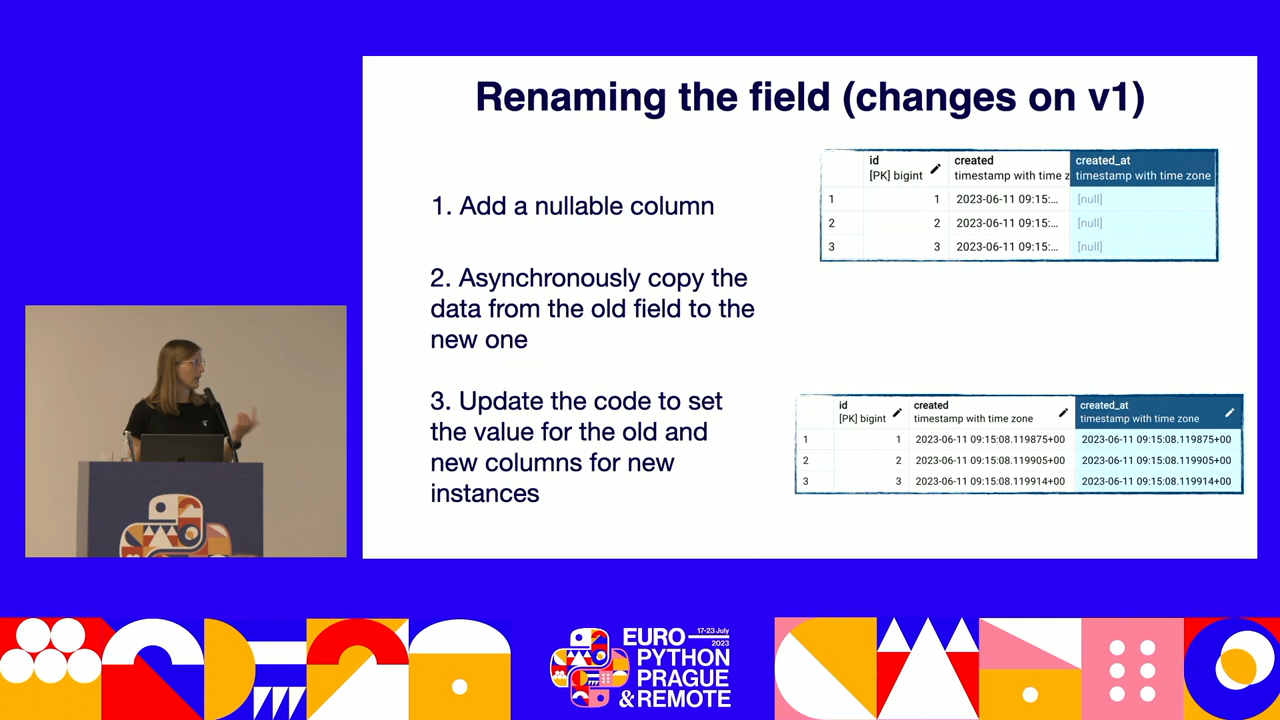 Renaming the field (changes on v1)
1. Add a nullable column
2. Asynchronously copy the
data from the old field to the
new one
3. Update the code to set
the value for the old and
new columns for new
instances
id created created_at
[PK] bigint timestamp with time z timestamp with time zone
1 1 2023-06-11 09:15:... [null]
2 2 2023-06-11 09:15:... [null]
3 3 2023-06-11 09:15:... [null]
id created created_at
[PK] bigint timestamp with time zone timestamp with time zone
1 1 2023-06-11 09:15:08.119875+00 2023-06-11 09:15:08.119875+00
2 2 2023-06-11 09:15:08.119905+00 2023-06-11 09:15:08.119905+00
3 3 2023-06-11 09:15:08.119914+00 2023-06-11 09:15:08.119914+00
EURO 17-23 July
2023
PYTHON
PRAGUE
& REMOTE